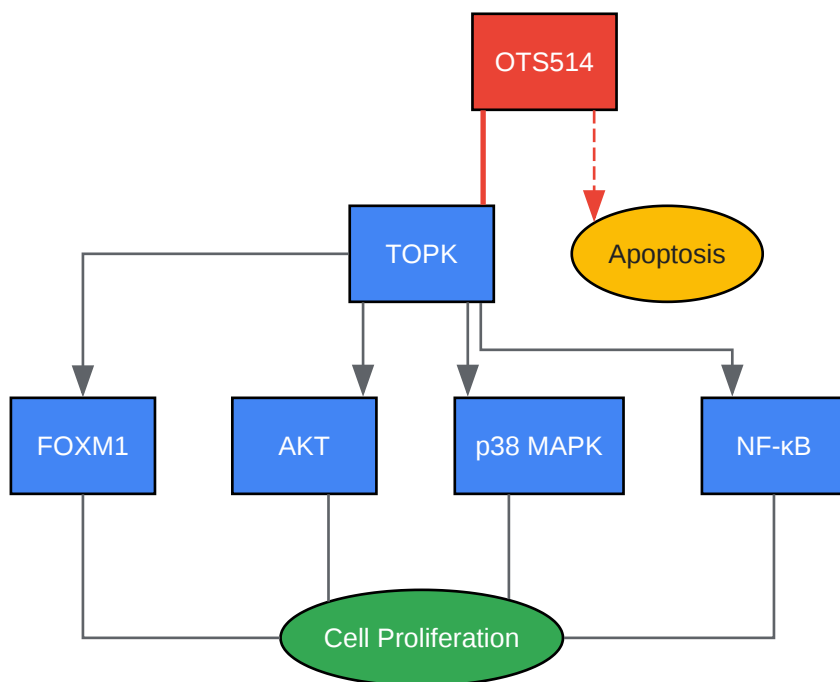 OTS514
TOPK
Apoptosis
FOXM1
AKT
p38 MAPK
NF-κB
Cell Proliferation